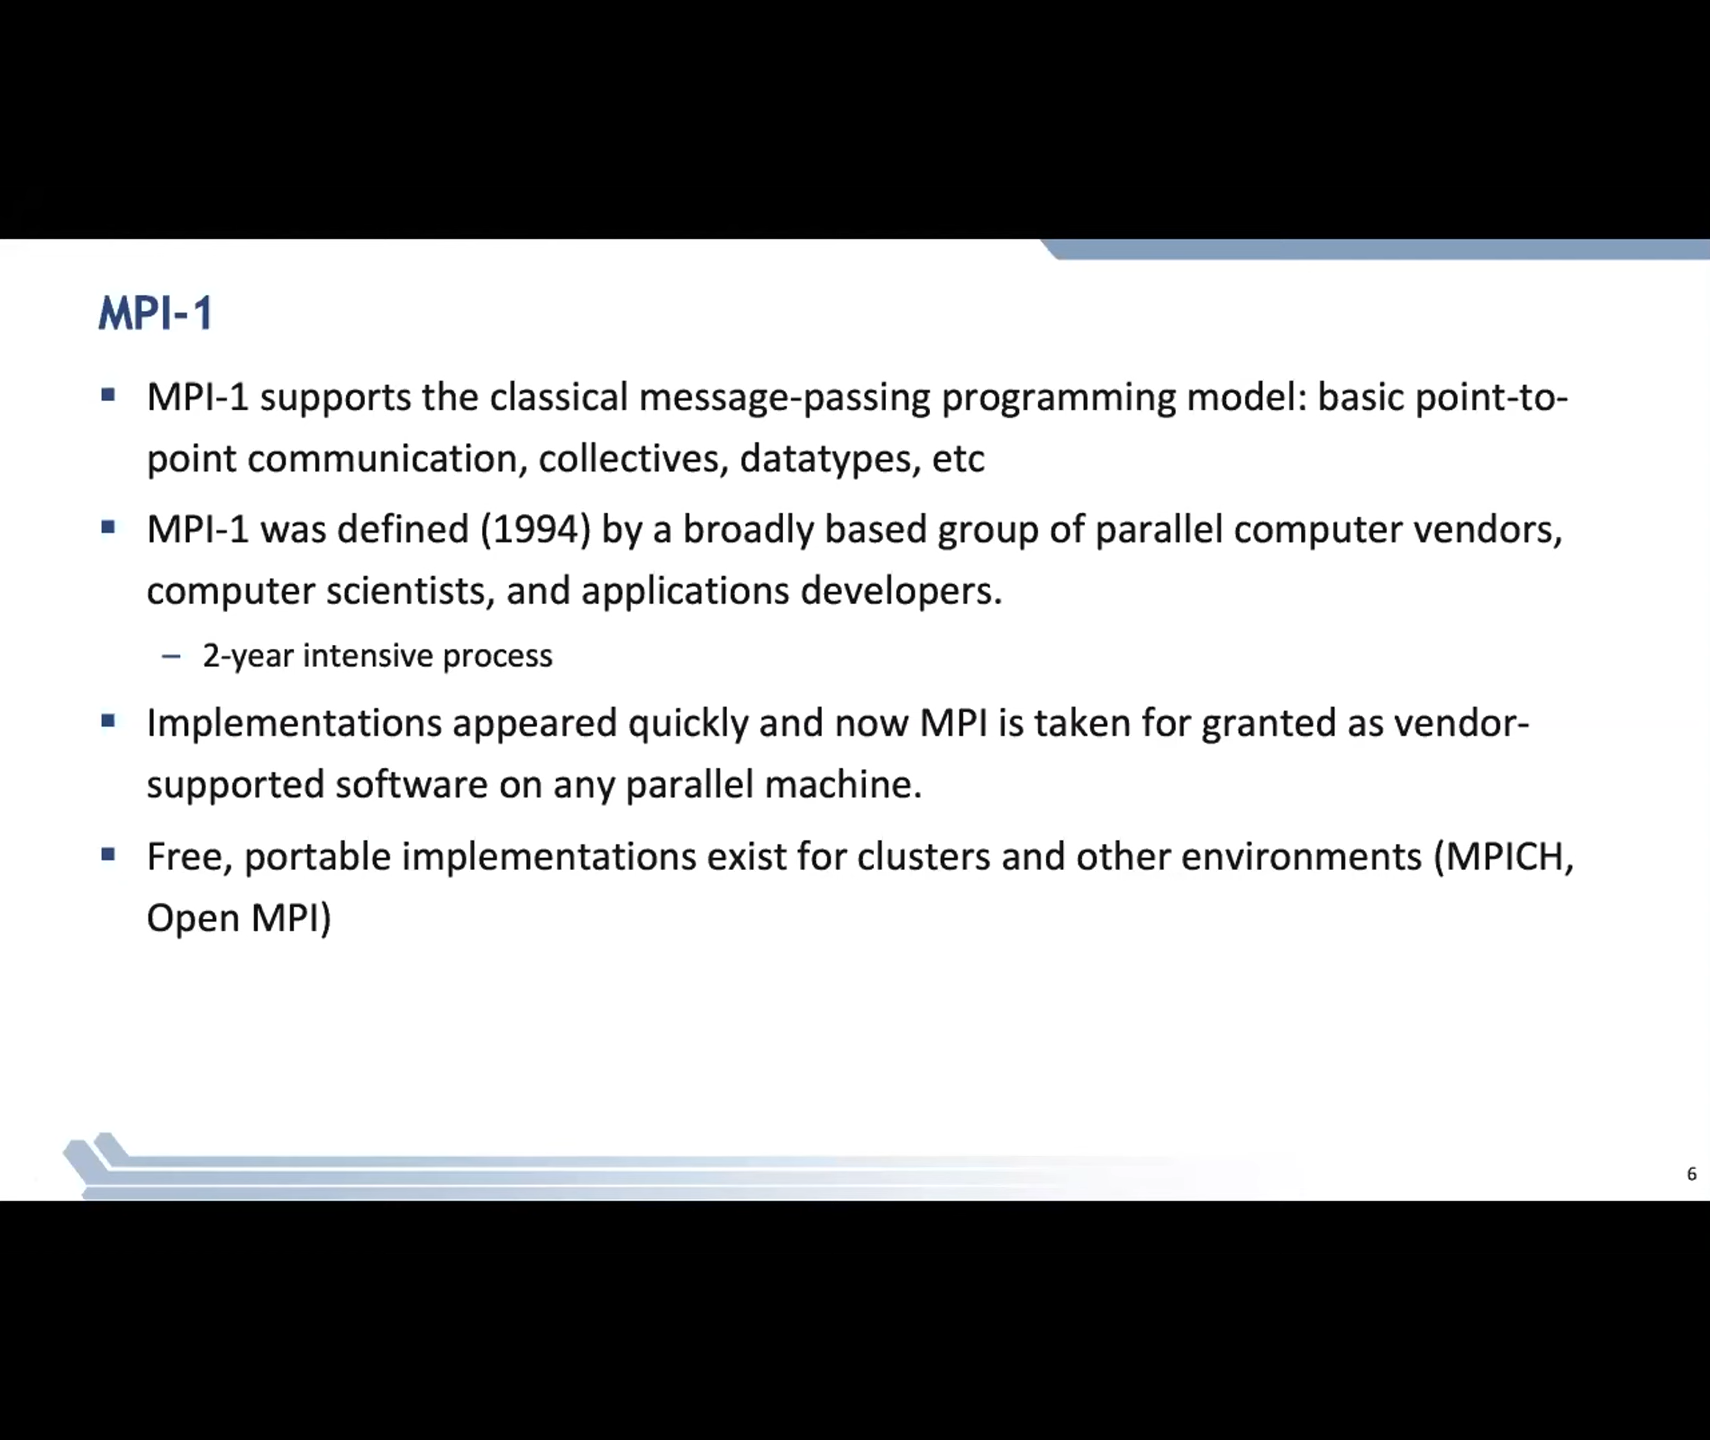 MPI-1
▪ MPI-1 supports the classical message-passing programming model: basic point-to-
point communication, collectives, datatypes, etc
▪ MPI-1 was defined (1994) by a broadly based group of parallel computer vendors,
computer scientists, and applications developers.
– 2-year intensive process
▪ Implementations appeared quickly and now MPI is taken for granted as vendor-
supported software on any parallel machine.
▪ Free, portable implementations exist for clusters and other environments (MPICH,
Open MPI)
6